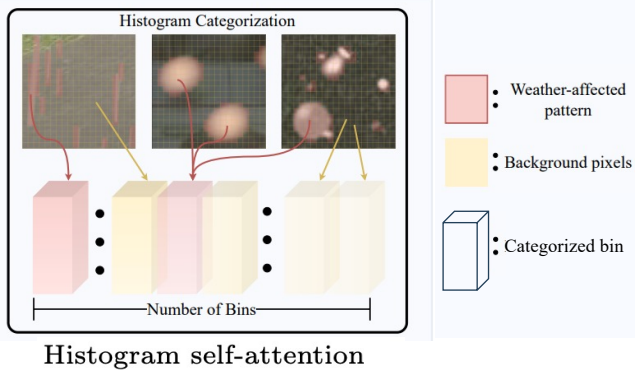 Histogram Categorization
Number of Bins
Weather-affected
pattern
Background pixels
Categorized bin
Histogram self-attention